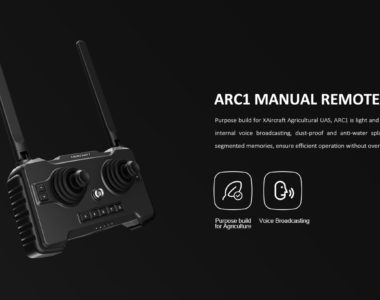 ARC1 MANUAL REMOTE
Purpose build for XAircraft Agricultural UAS, ARC1 is light and
internal voice broadcasting, dust-proof and anti-water spla
segmented memories, ensure efficient operation without over
Purpose build
for Agriculture
Voice Broadcasting